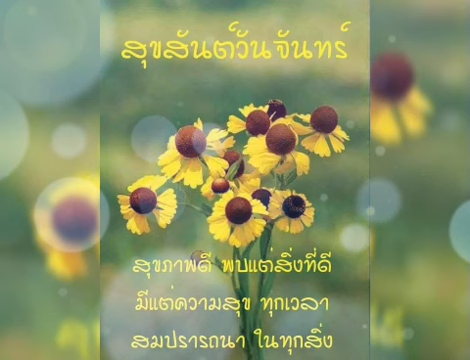 สุขสันต์วันจันทร์
สุขภาพดี พบแต่สิ่งที่ดี
มีแต่ความสุข ทุกเวลา
สมปรารถนา ในทุกสิ่ง